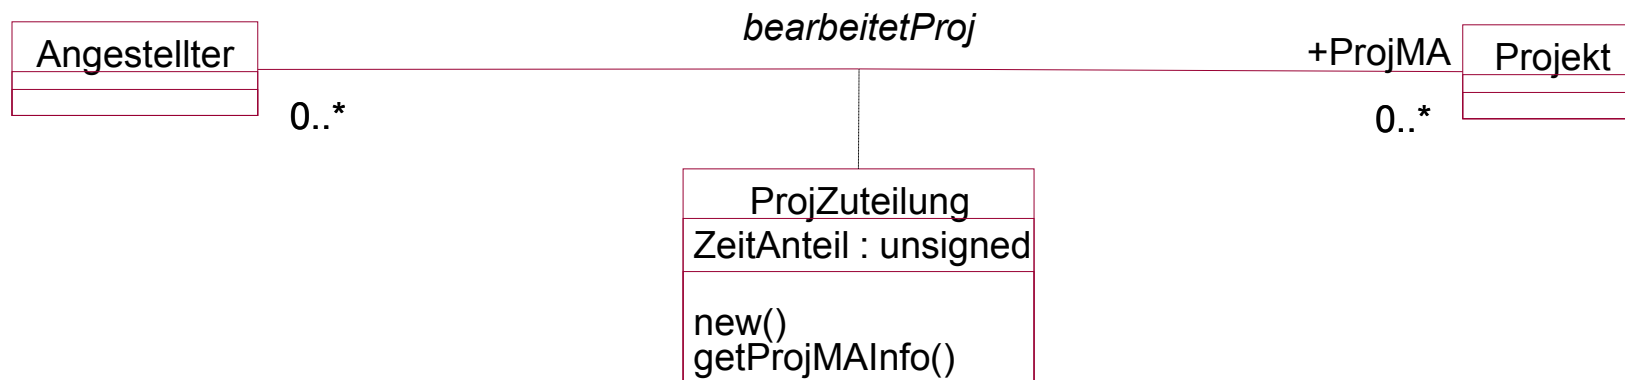 bearbeitetProj
Angestellter
+ProjMA
Projekt
0..*
0..*
ProjZuteilung
ZeitAnteil : unsigned
new()
getProjMAInfo()